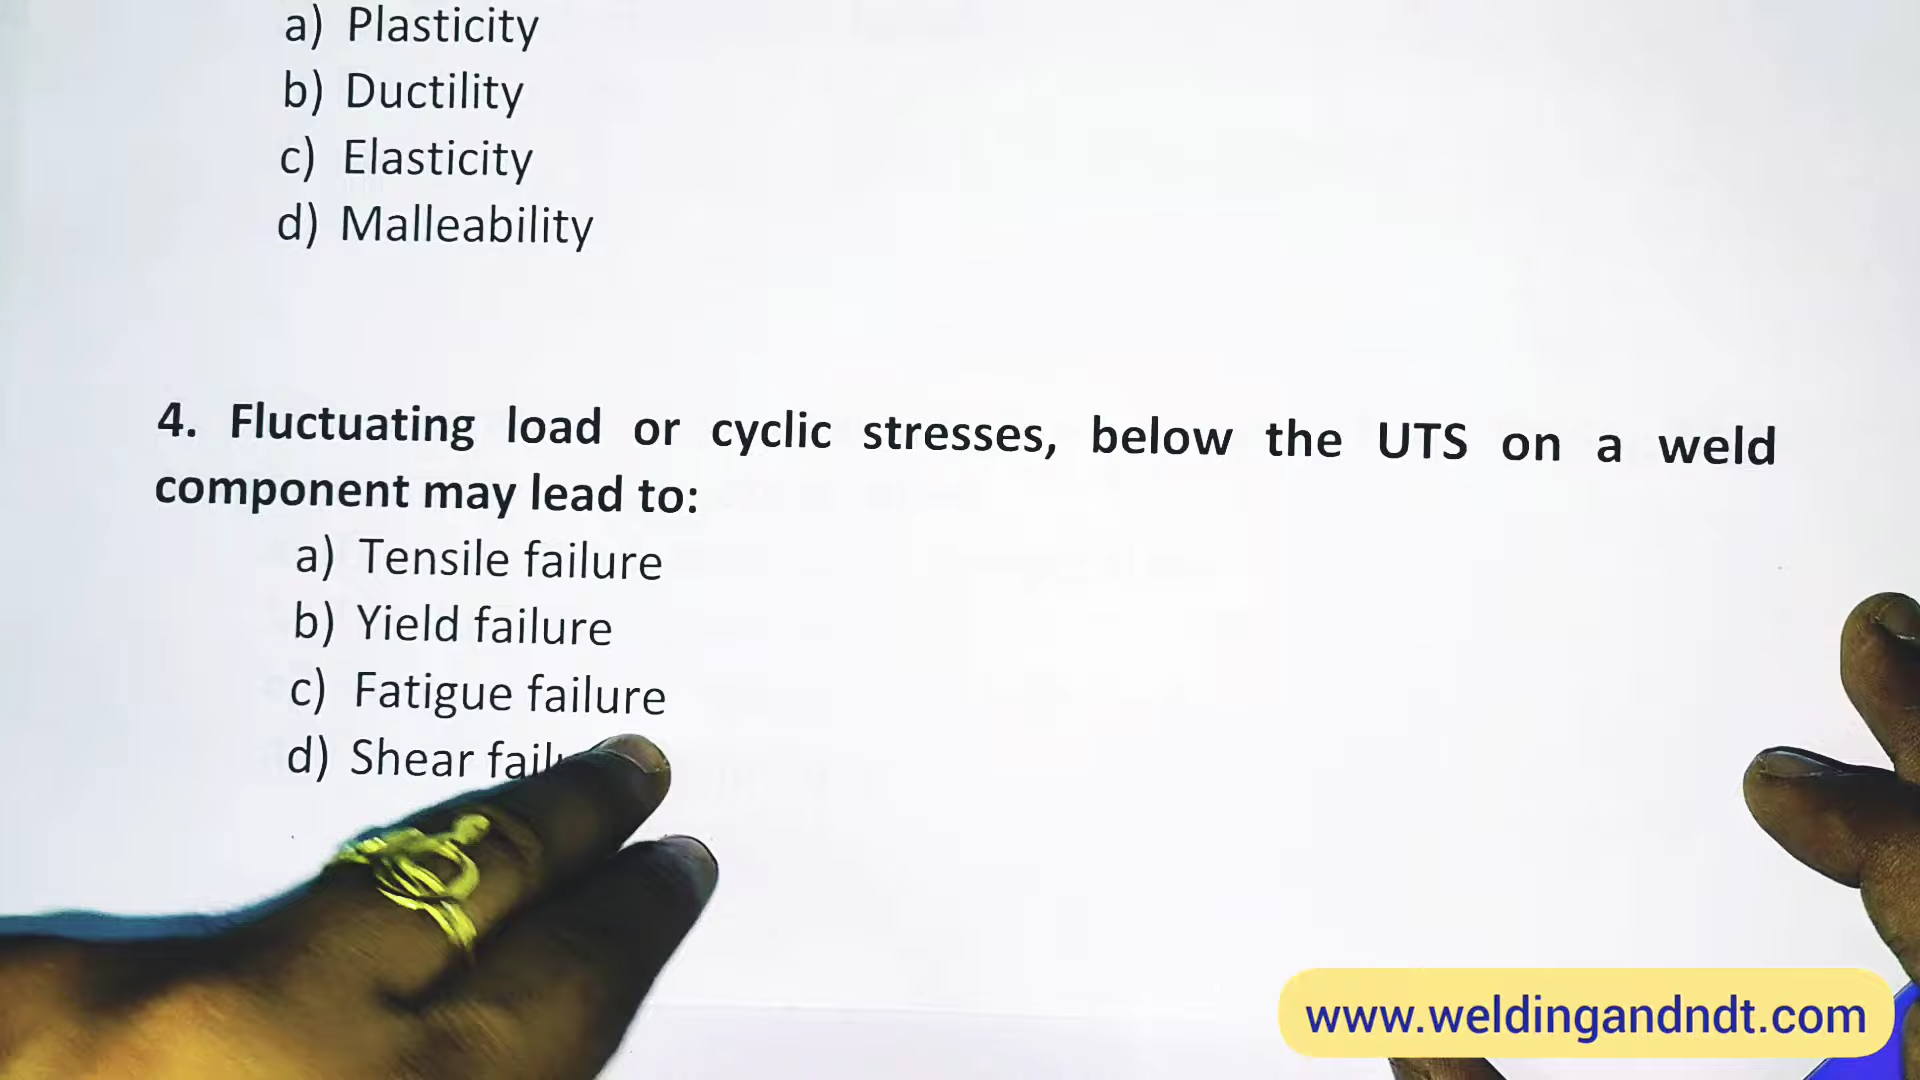 a) Plasticity
b) Ductility
c) Elasticity
d) Malleability
4. Fluctuating load or cyclic stresses, below the UTS on a weld
component may lead to:
a) Tensile failure
b) Yield failure
c) Fatigue failure
d) Shear
www.weldingandndt.com